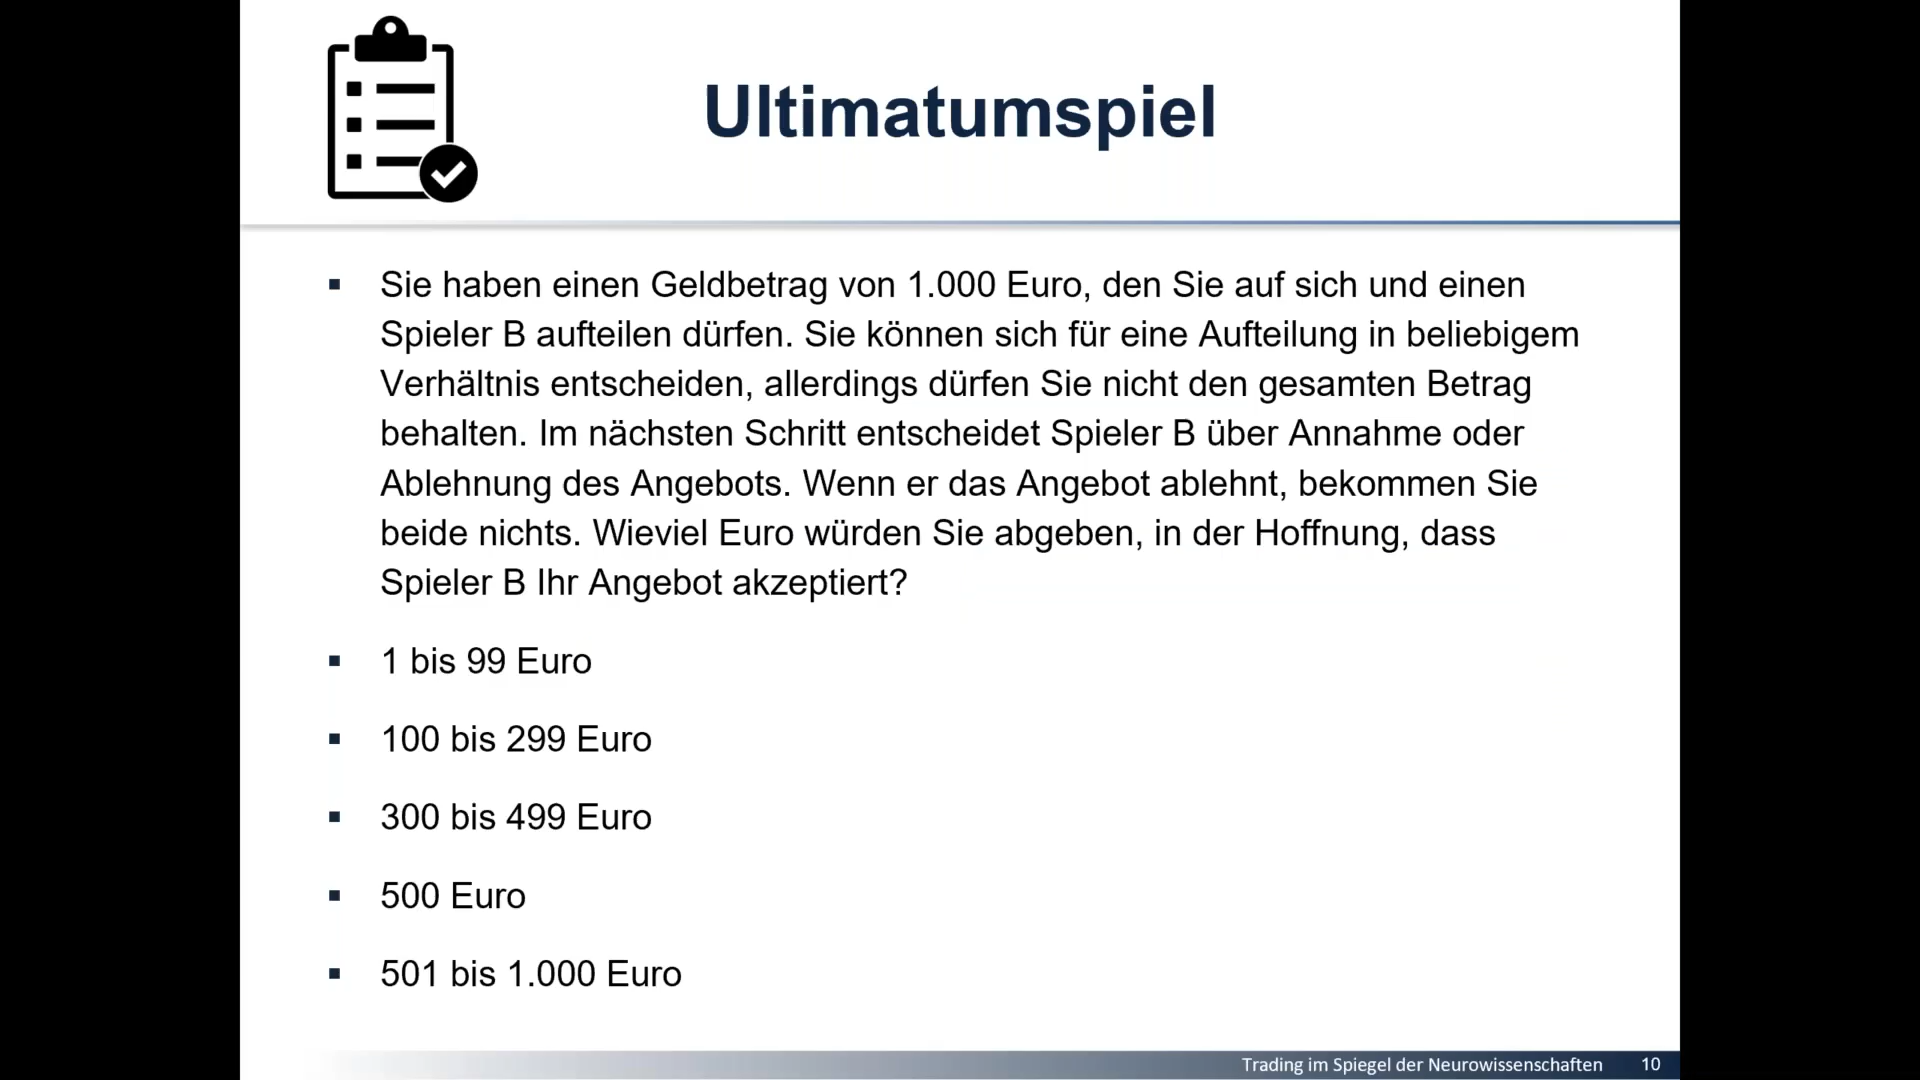 Ultimatumspiel
Sie haben einen Geldbetrag von 1.000 Euro, den Sie auf sich und einen
Spieler B aufteilen dürfen. Sie können sich für eine Aufteilung in beliebigem
Verhältnis entscheiden, allerdings dürfen Sie nicht den gesamten Betrag
behalten. Im nächsten Schritt entscheidet Spieler B über Annahme oder
Ablehnung des Angebots. Wenn er das Angebot ablehnt, bekommen Sie
beide nichts. Wieviel Euro würden Sie abgeben, in der Hoffnung, dass
Spieler B Ihr Angebot akzeptiert?
1 bis 99 Euro
100 bis 299 Euro
300 bis 499 Euro
500 Euro
501 bis 1.000 Euro
Trading im Spiegel der Neurowissenschaften 10